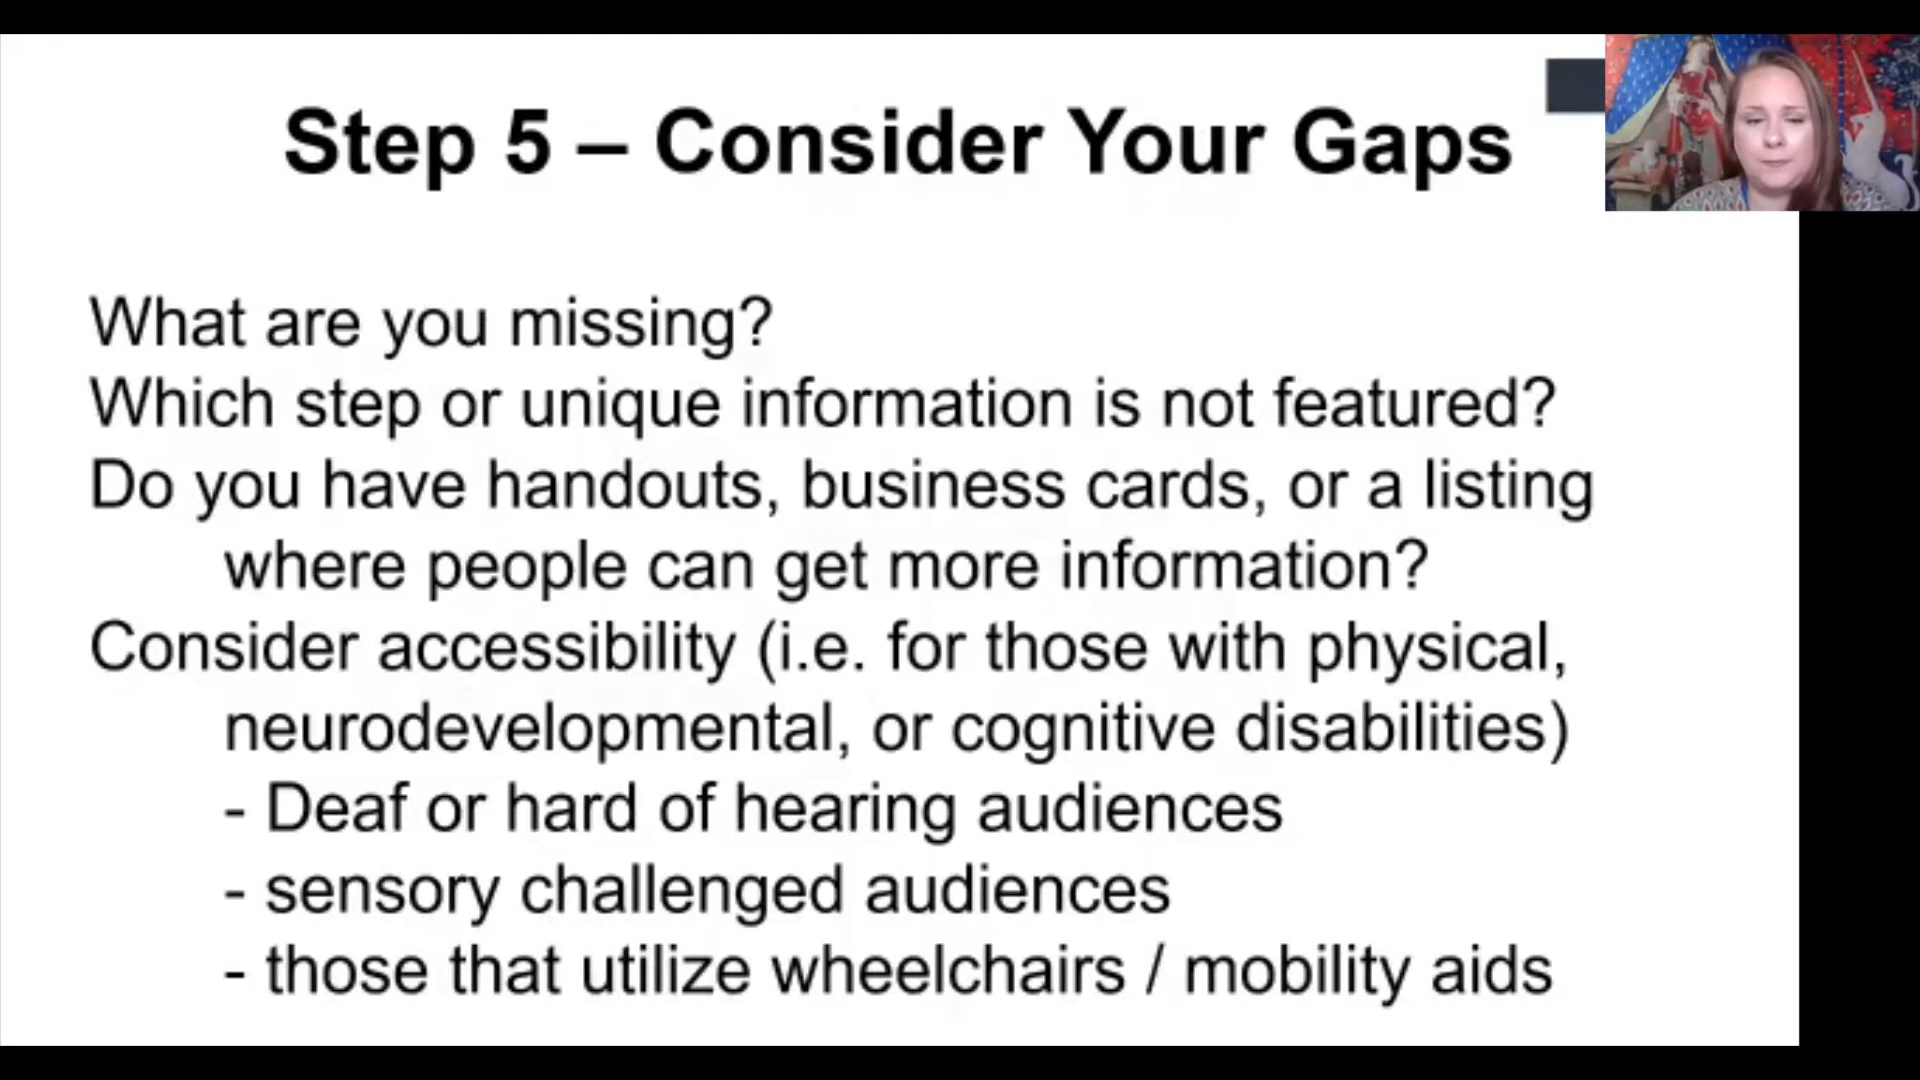 Step 5 – Consider Your Gaps
What are you missing?
Which step or unique information is not featured?
Do you have handouts, business cards, or a listing
where people can get more information?
Consider accessibility (i.e. for those with physical,
neurodevelopmental, or cognitive disabilities)
- Deaf or hard of hearing audiences
- sensory challenged audiences
- those that utilize wheelchairs / mobility aids